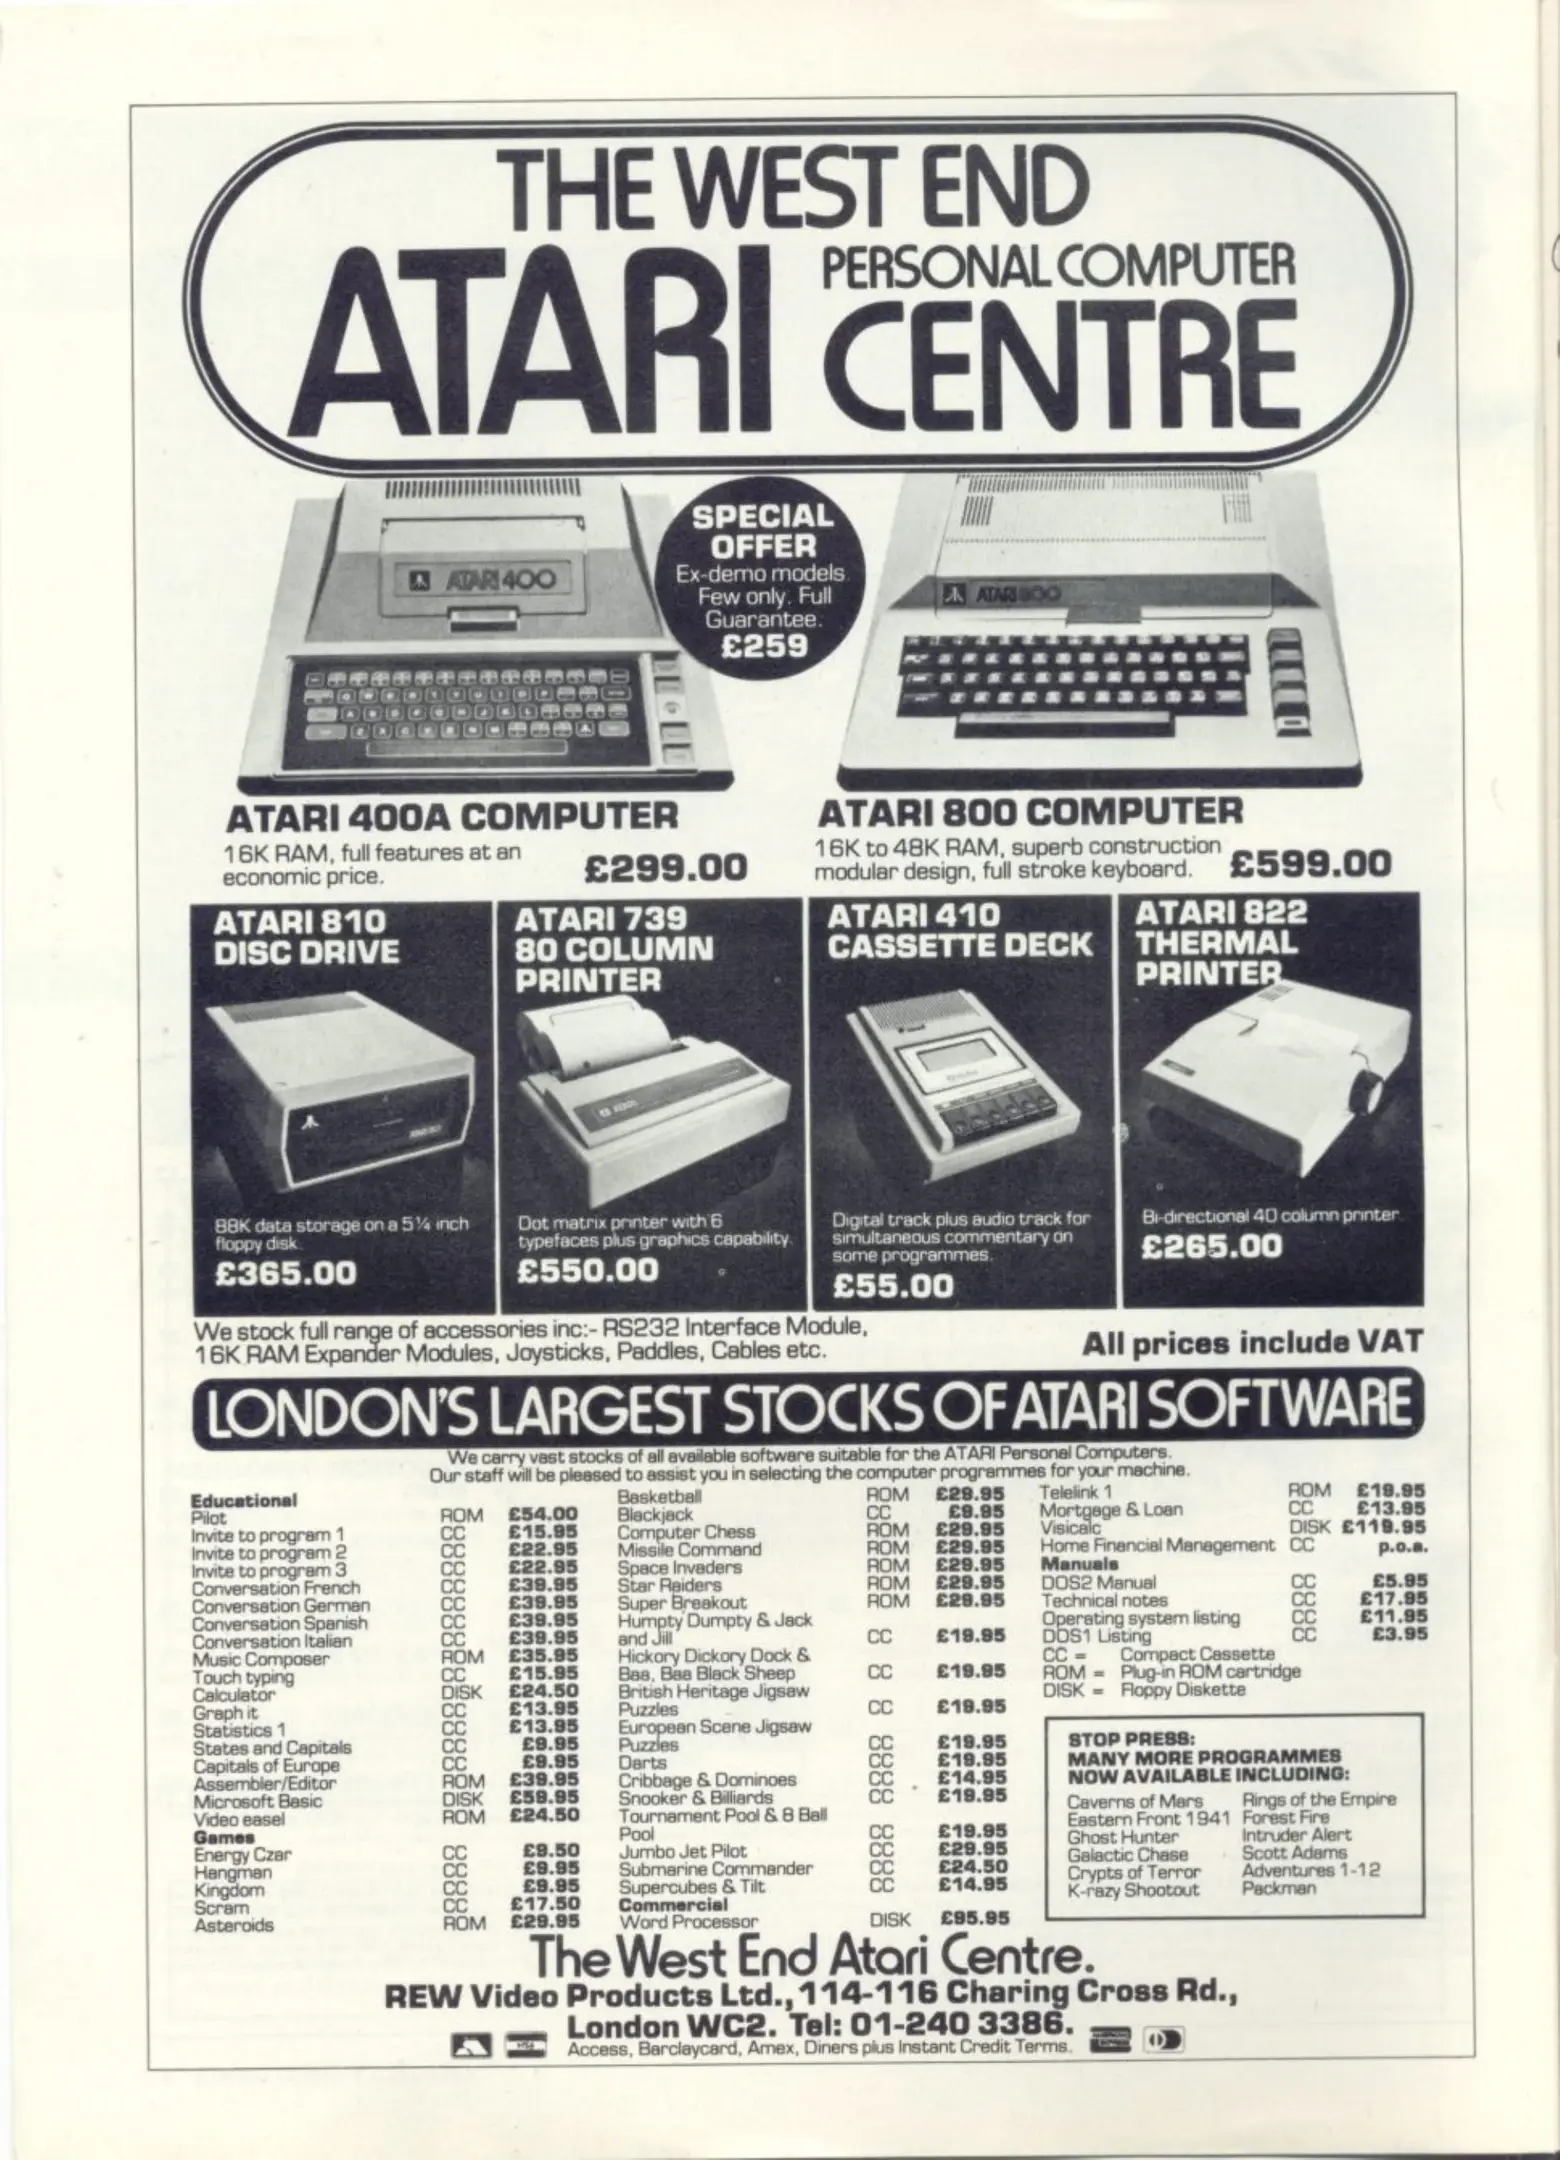 THE WEST END
ATARI PERSONAL COMPUTER
CENTRE
SPECIAL
OFFER
Ex-demo models.
Few only. Full
Guarantee.
£259
ATARI 400
ATARI 800
ATARI 400A COMPUTER
16K RAM, full features at an
economic price.
£299.00
ATARI 800 COMPUTER
16K to 48K RAM, superb construction
modular design, full stroke keyboard.
£599.00
ATARI 810
DISC DRIVE
88K data storage on a 5¼ inch
floppy disk.
£365.00
ATARI 739
80 COLUMN
PRINTER
Dot matrix printer with 6
typefaces plus graphics capability.
£550.00
ATARI 410
CASSETTE DECK
Digital track plus audio track for
simultaneous commentary on
some programmes.
£55.00
ATARI 822
THERMAL
PRINTER
Bi-directional 40 column printer.
£265.00
We stock full range of accessories inc:- RS232 Interface Module,
16K RAM Expander Modules, Joysticks, Paddles, Cables etc.
All prices include VAT
LONDON'S LARGEST STOCKS OF ATARI SOFTWARE
We carry vast stocks of all available software suitable for the ATARI Personal Computers.
Our staff will be pleased to assist you in selecting the computer programmes for your machine.
Educational
Pilot ROM £54.00
Invite to program 1 CC £15.95
Invite to program 2 CC £22.95
Invite to program 3 CC £22.95
Conversation French CC £39.95
Conversation German CC £39.95
Conversation Spanish CC £39.95
Conversation Italian CC £39.95
Music Composer ROM £35.95
Touch typing CC £15.95
Calculator DISK £24.50
Graph it CC £13.95
Statistics 1 CC £13.95
States and Capitals CC £9.95
Capitals of Europe CC £9.95
Assembler/Editor ROM £39.95
Microsoft Basic DISK £59.95
Video easel ROM £24.50
Games
Energy Czar CC £9.50
Hangman CC £9.95
Kingdom CC £9.95
Scram CC £17.50
Asteroids ROM £29.95
Basketball ROM £29.95
Blackjack CC £9.95
Computer Chess ROM £29.95
Missile Command ROM £29.95
Space Invaders ROM £29.95
Star Raiders ROM £29.95
Super Breakout ROM £29.95
Humpty Dumpty & Jack
and Jill CC £19.95
Hickory Dickory Dock &
Baa, Baa Black Sheep CC £19.95
British Heritage Jigsaw
Puzzles CC £19.95
European Scene Jigsaw
Puzzles CC £19.95
Darts CC £19.95
Cribbage & Dominoes CC £14.95
Snooker & Billiards CC £19.95
Tournament Pool & 8 Ball
Pool CC £19.95
Jumbo Jet Pilot CC £29.95
Submarine Commander CC £24.50
Supercubes & Tilt CC £14.95
Commercial
Word Processor DISK £95.95
Telelink 1 ROM £19.95
Mortgage & Loan CC £13.95
Visicalc DISK £119.95
Home Financial Management CC p.o.a.
Manuals
DOS2 Manual CC £5.95
Technical notes CC £17.95
Operating system listing CC £11.95
DOS1 Listing CC £3.95
CC = Compact Cassette
ROM = Plug-in ROM cartridge
DISK = Floppy Diskette
STOP PRESS:
MANY MORE PROGRAMMES
NOW AVAILABLE INCLUDING:
Caverns of Mars Rings of the Empire
Eastern Front 1941 Forest Fire
Ghost Hunter Intruder Alert
Galactic Chase Scott Adams
Crypts of Terror Adventures 1-12
K-razy Shootout Packman
The West End Atari Centre.
REW Video Products Ltd., 114-116 Charing Cross Rd.,
London WC2. Tel: 01-240 3386.
Access, Barclaycard, Amex, Diners plus Instant Credit Terms.